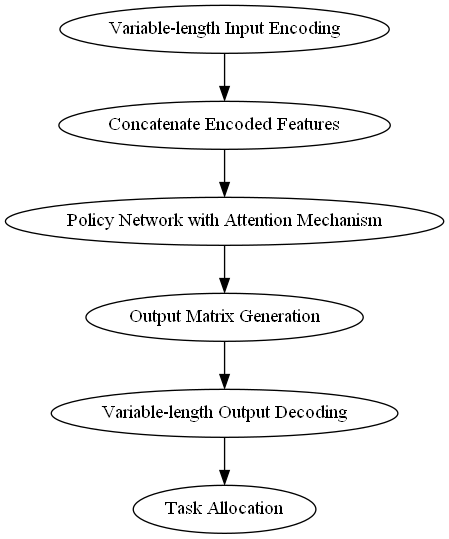 Variable-length Input Encoding
Concatenate Encoded Features
Policy Network with Attention Mechanism
Output Matrix Generation
Variable-length Output Decoding
Task Allocation